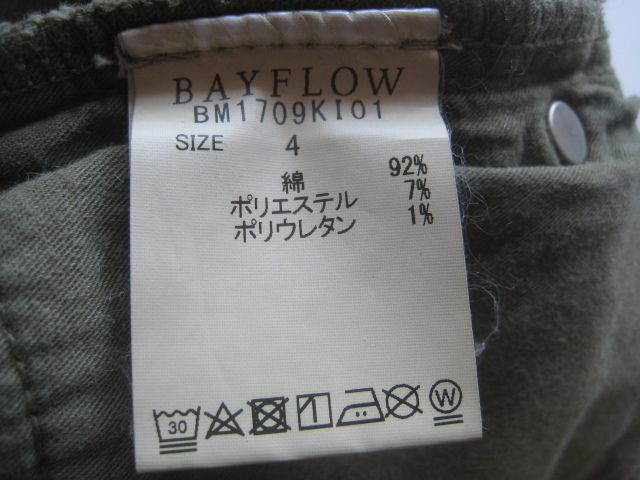 BAYFLOW
BM1709KI01
SIZE 4
綿 92%
ポリエステル 7%
ポリウレタン 1%
30 W